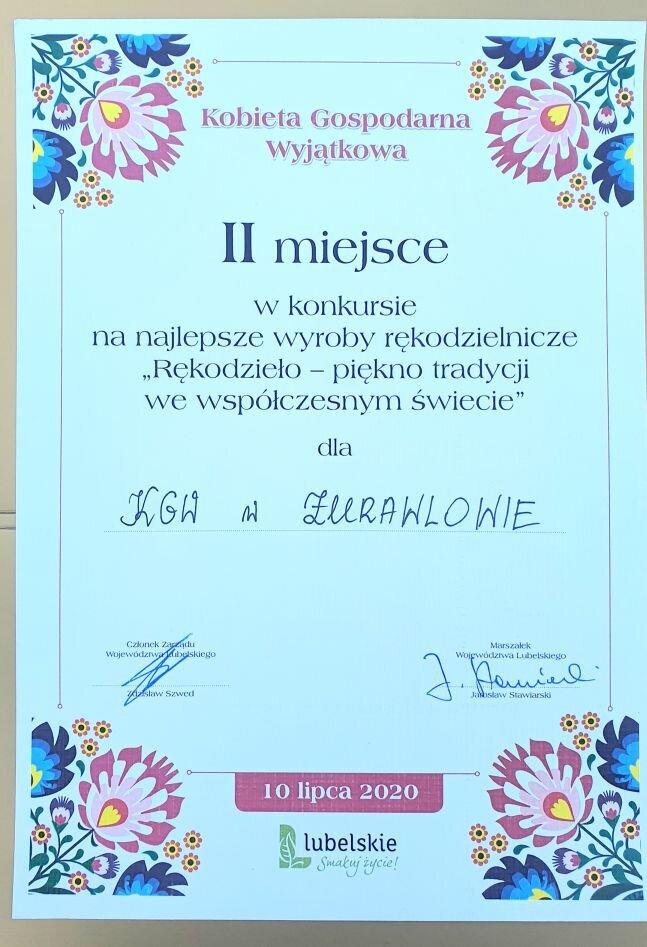 Kobieta Gospodarna
Wyjątkowa
II miejsce
w konkursie
na najlepsze wyroby rękodzielnicze
„Rękodzieło – piękno tradycji
we współczesnym świecie”
dla
KGW w ŻURAWLOWIE
Członek Zarządu
Województwa Lubelskiego
Zdzisław Szwed
Marszałek
Województwa Lubelskiego
Jarosław Stawiarski
10 lipca 2020
lubelskie
Smakuj życie!